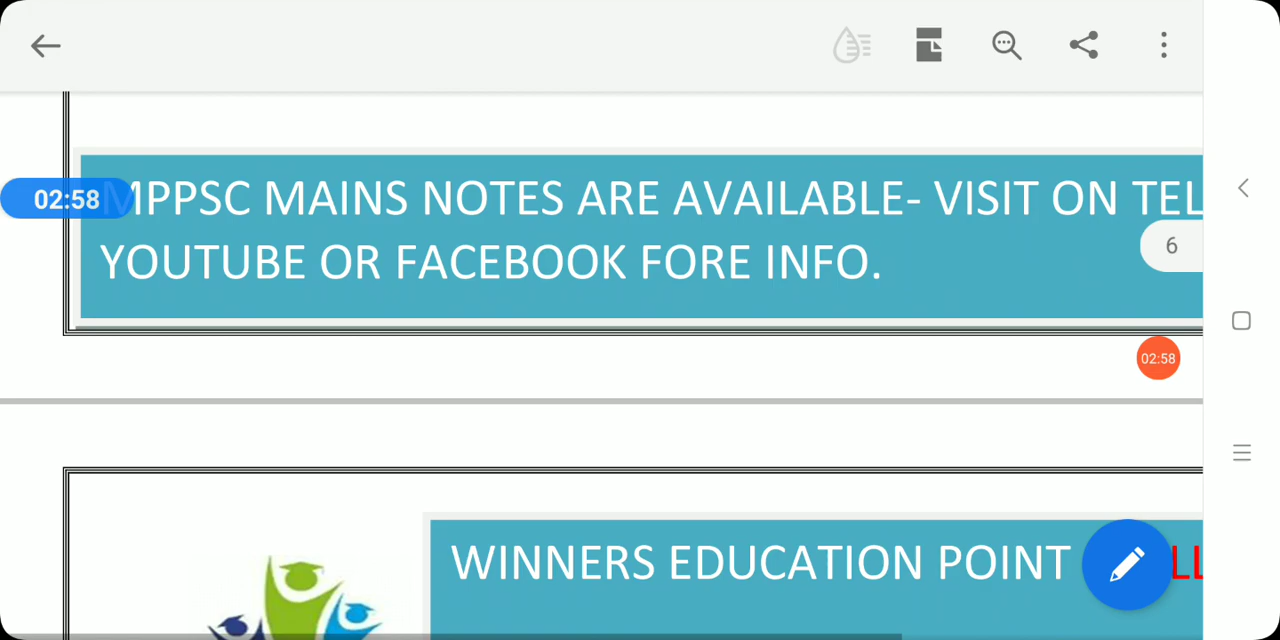 02:58
MPPSC MAINS NOTES ARE AVAILABLE- VISIT ON TEL
YOUTUBE OR FACEBOOK FORE INFO.
6
02:58
WINNERS EDUCATION POINT